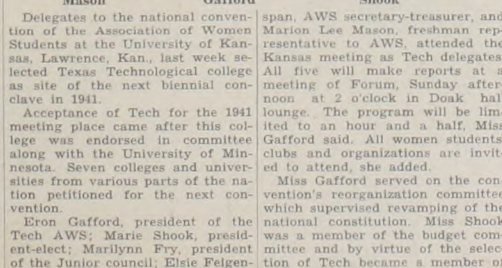 Mason Gafford Shook
Delegates to the national conven-
tion of the Association of Women
Students at the University of Kan-
sas, Lawrence, Kan., last week se-
lected Texas Technological college
as site of the next biennial con-
clave in 1941.
Acceptance of Tech for the 1941
meeting place came after this col-
lege was endorsed in committee
along with the University of Min-
nesota. Seven colleges and univer-
sities from various parts of the na-
tion petitioned for the next con-
vention.
Eron Gafford, president of the
Tech AWS; Marie Shook, presid-
ent-elect; Marilynn Fry, president
of the Junior council; Elsie Felgen-
span, AWS secretary-treasurer, and
Marion Lee Mason, freshman rep-
resentative to AWS, attended the
Kansas meeting as Tech delegates.
All five will make reports at a
meeting of Forum, Sunday after-
noon at 2 o'clock in Doak hall
lounge. The program will be lim-
ited to an hour and a half, Miss
Gafford said. All women students,
clubs and organizations are invit-
ed to attend, she added.
Miss Gafford served on the con-
vention's reorganization committee
which supervised revamping of the
national constitution. Miss Shook
was a member of the budget com-
mittee and by virtue of the selec-
tion of Tech became a member of